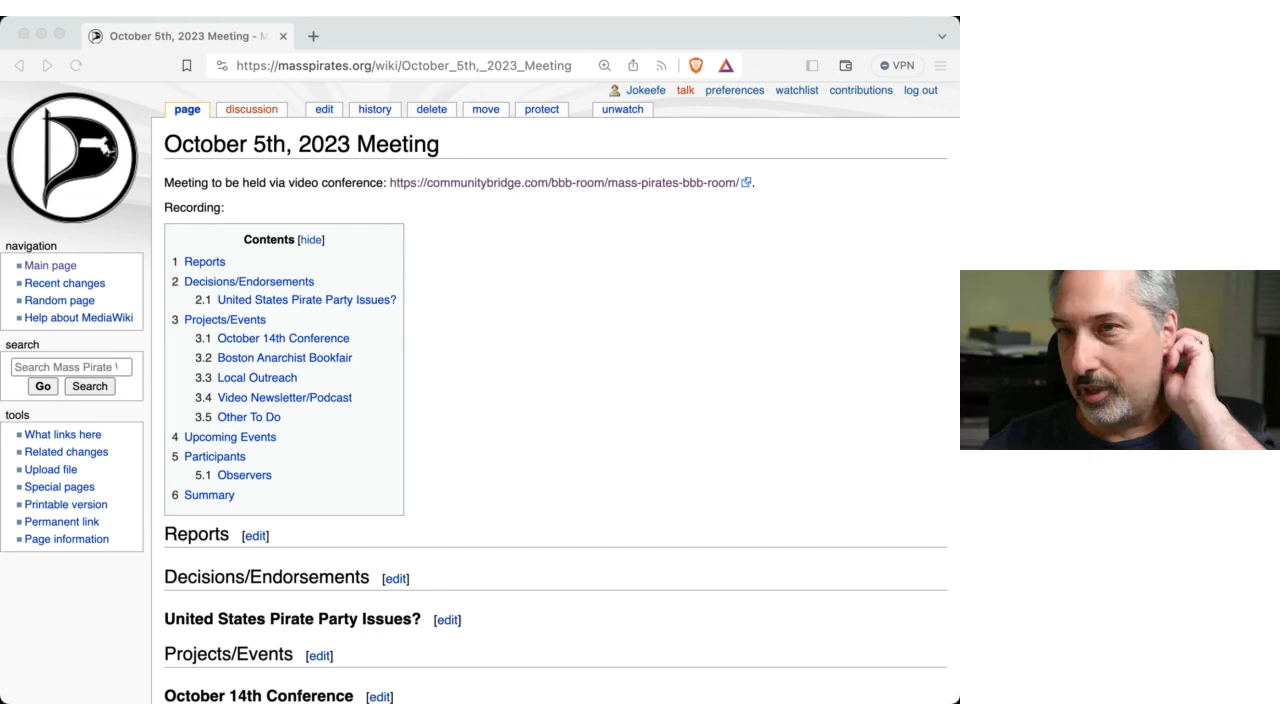 October 5th, 2023 Meeting - M
https://masspirates.org/wiki/October_5th,_2023_Meeting
VPN
Jokeefe talk preferences watchlist contributions log out
page discussion edit history delete move protect unwatch
October 5th, 2023 Meeting
Meeting to be held via video conference: https://communitybridge.com/bbb-room/mass-pirates-bbb-room/.
Recording:
Contents [hide]
1 Reports
2 Decisions/Endorsements
2.1 United States Pirate Party Issues?
3 Projects/Events
3.1 October 14th Conference
3.2 Boston Anarchist Bookfair
3.3 Local Outreach
3.4 Video Newsletter/Podcast
3.5 Other To Do
4 Upcoming Events
5 Participants
5.1 Observers
6 Summary
navigation
Main page
Recent changes
Random page
Help about MediaWiki
search
Search Mass Pirate
Go Search
tools
What links here
Related changes
Upload file
Special pages
Printable version
Permanent link
Page information
Reports [edit]
Decisions/Endorsements [edit]
United States Pirate Party Issues? [edit]
Projects/Events [edit]
October 14th Conference [edit]